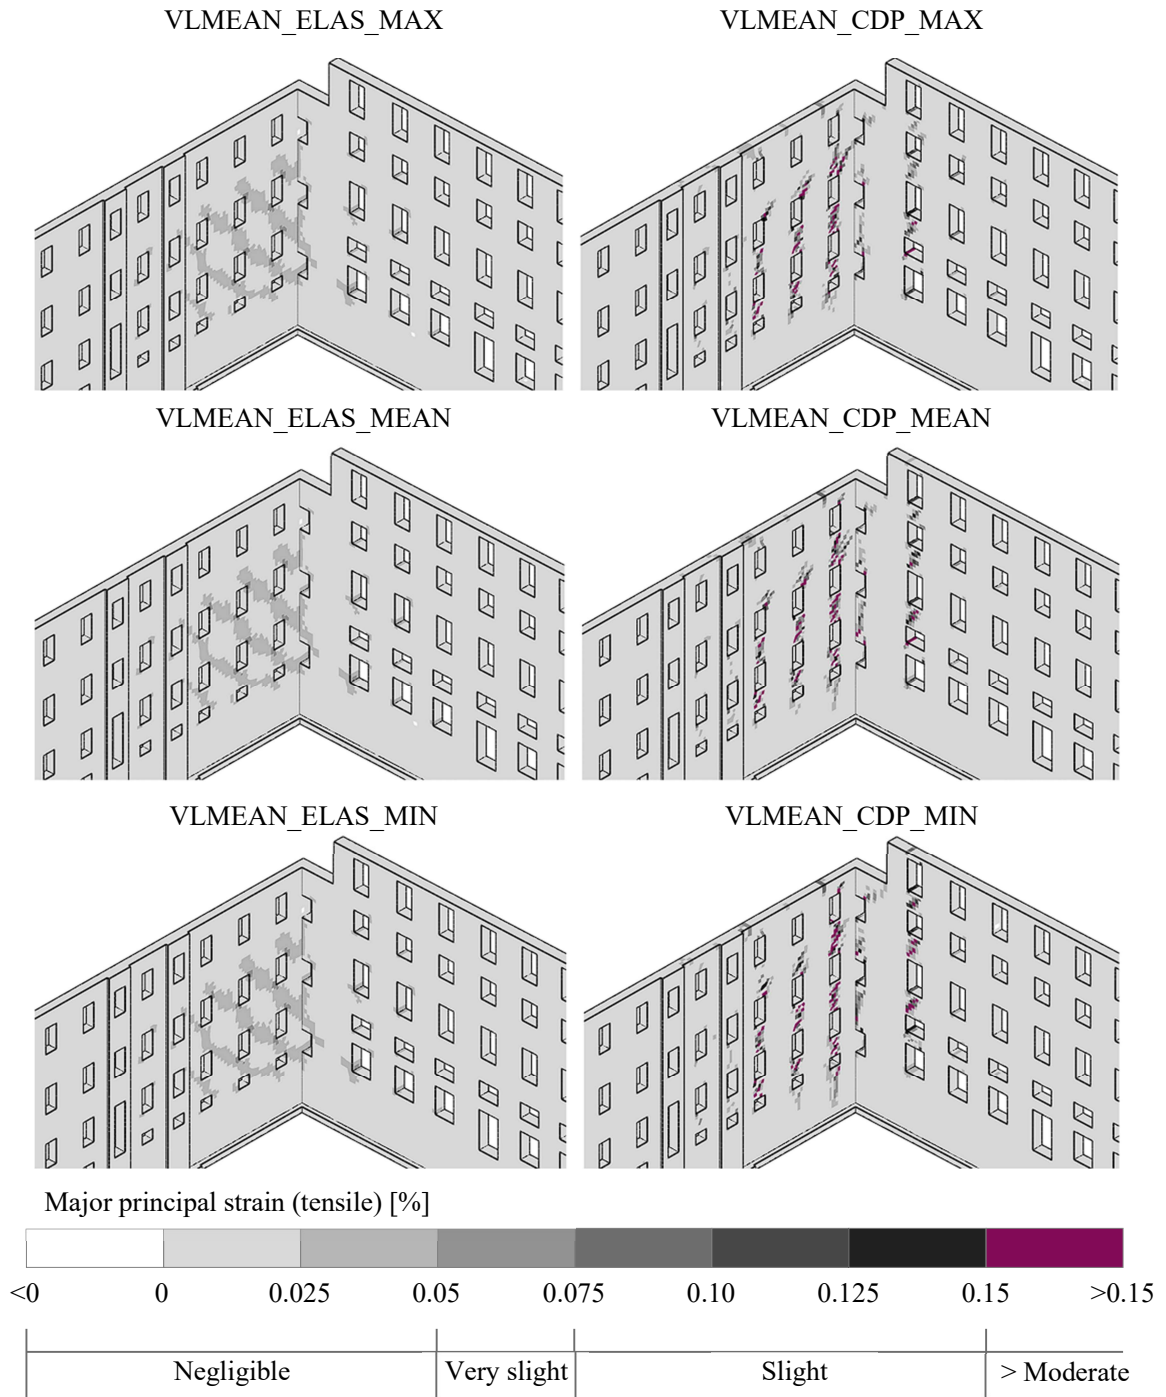 VLMEAN_ELAS_MAX VLMEAN_CDP_MAX
VLMEAN_ELAS_MEAN VLMEAN_CDP_MEAN
VLMEAN_ELAS_MIN VLMEAN_CDP_MIN
Major principal strain (tensile) [%]
<0 0 0.025 0.05 0.075 0.10 0.125 0.15 >0.15
Negligible Very slight Slight > Moderate